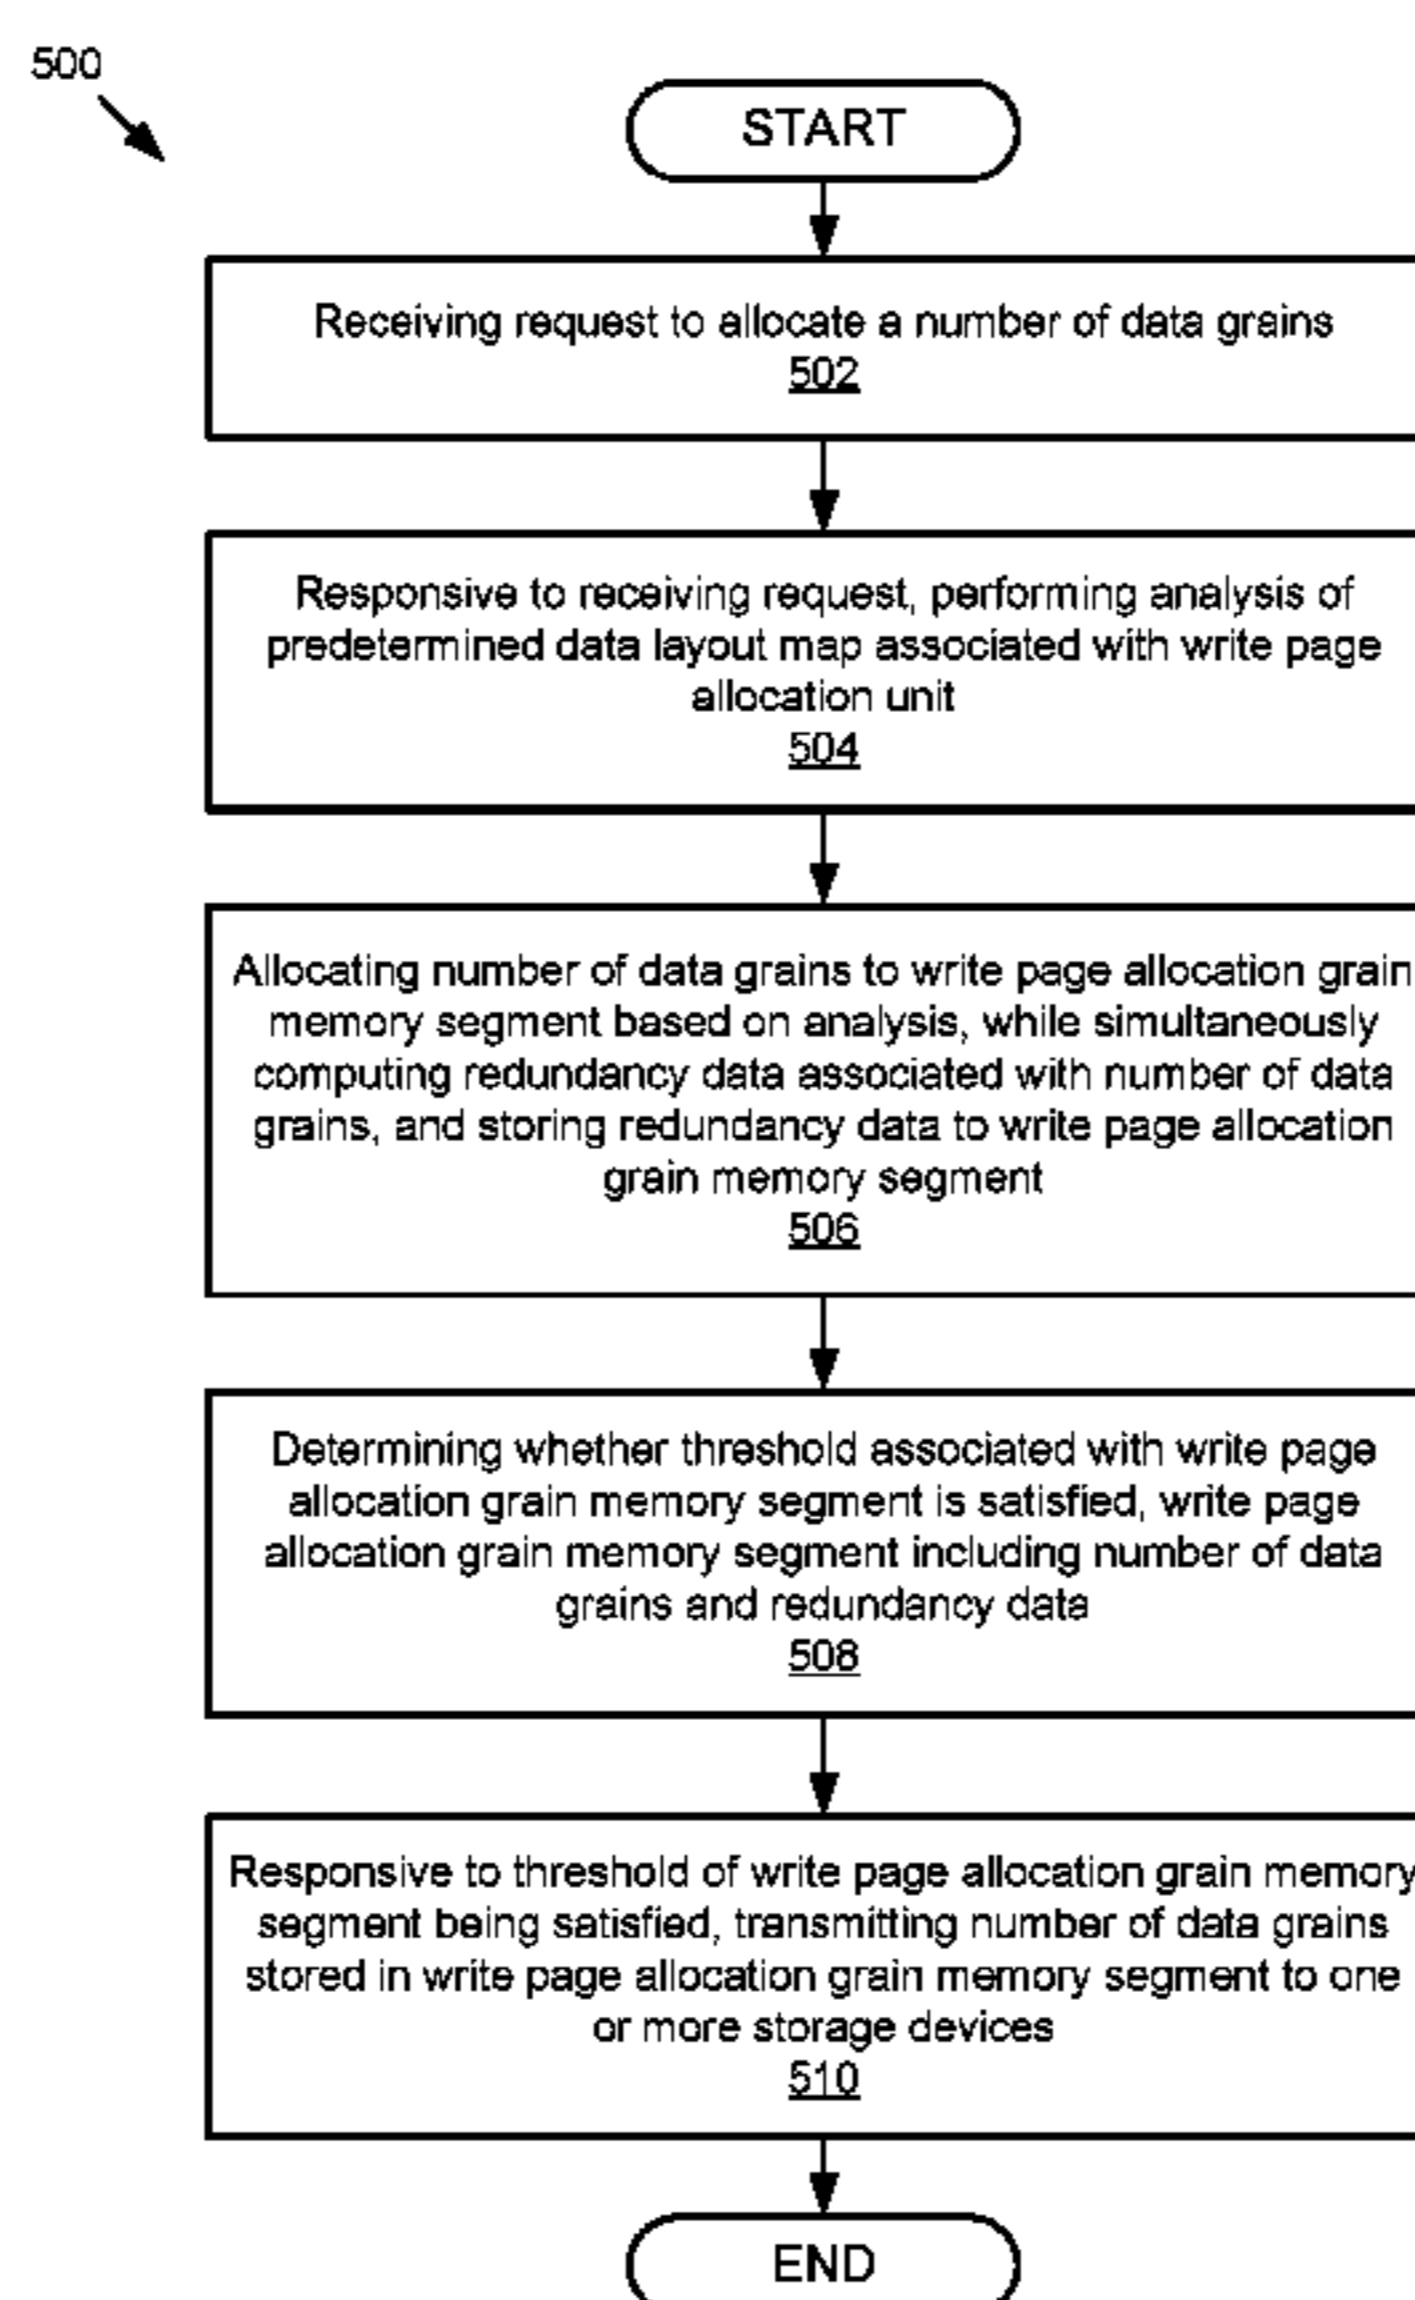 500
START
Receiving request to allocate a number of data grains
502
Responsive to receiving request, performing analysis of
predetermined data layout map associated with write page
allocation unit
504
Allocating number of data grains to write page allocation grain
memory segment based on analysis, while simultaneously
computing redundancy data associated with number of data
grains, and storing redundancy data to write page allocation
grain memory segment
506
Determining whether threshold associated with write page
allocation grain memory segment is satisfied, write page
allocation grain memory segment including number of data
grains and redundancy data
508
Responsive to threshold of write page allocation grain memory
segment being satisfied, transmitting number of data grains
stored in write page allocation grain memory segment to one
or more storage devices
510
END